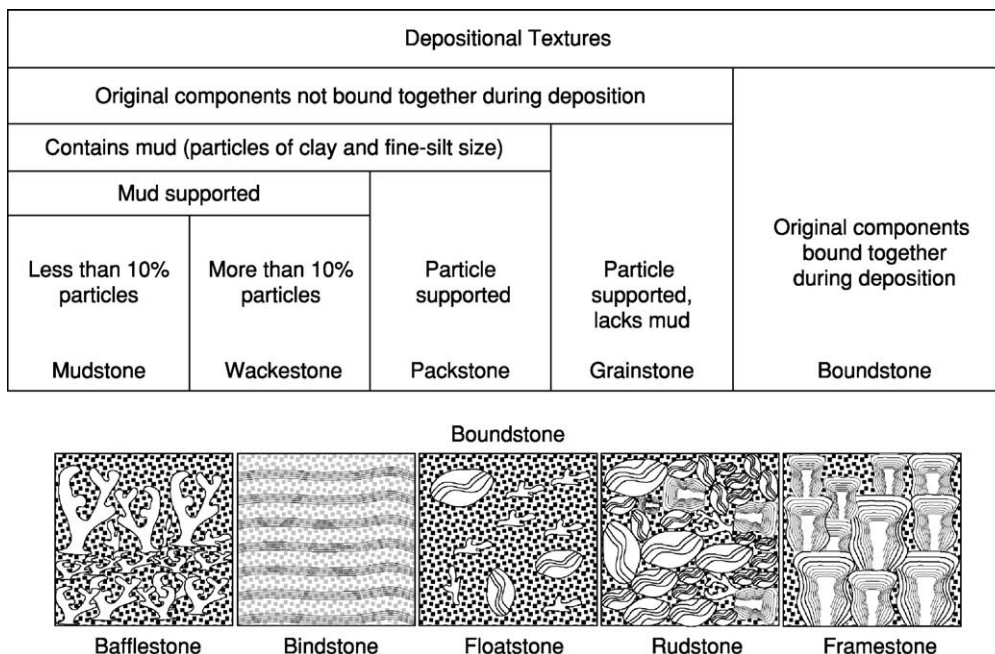 Depositional Textures
Original components not bound together during deposition
Contains mud (particles of clay and fine-silt size)
Mud supported
Less than 10%
particles
Mudstone
More than 10%
particles
Wackestone
Particle
supported
Packstone
Particle
supported,
lacks mud
Grainstone
Original components
bound together
during deposition
Boundstone
Boundstone
Bafflestone
Bindstone
Floatstone
Rudstone
Framestone